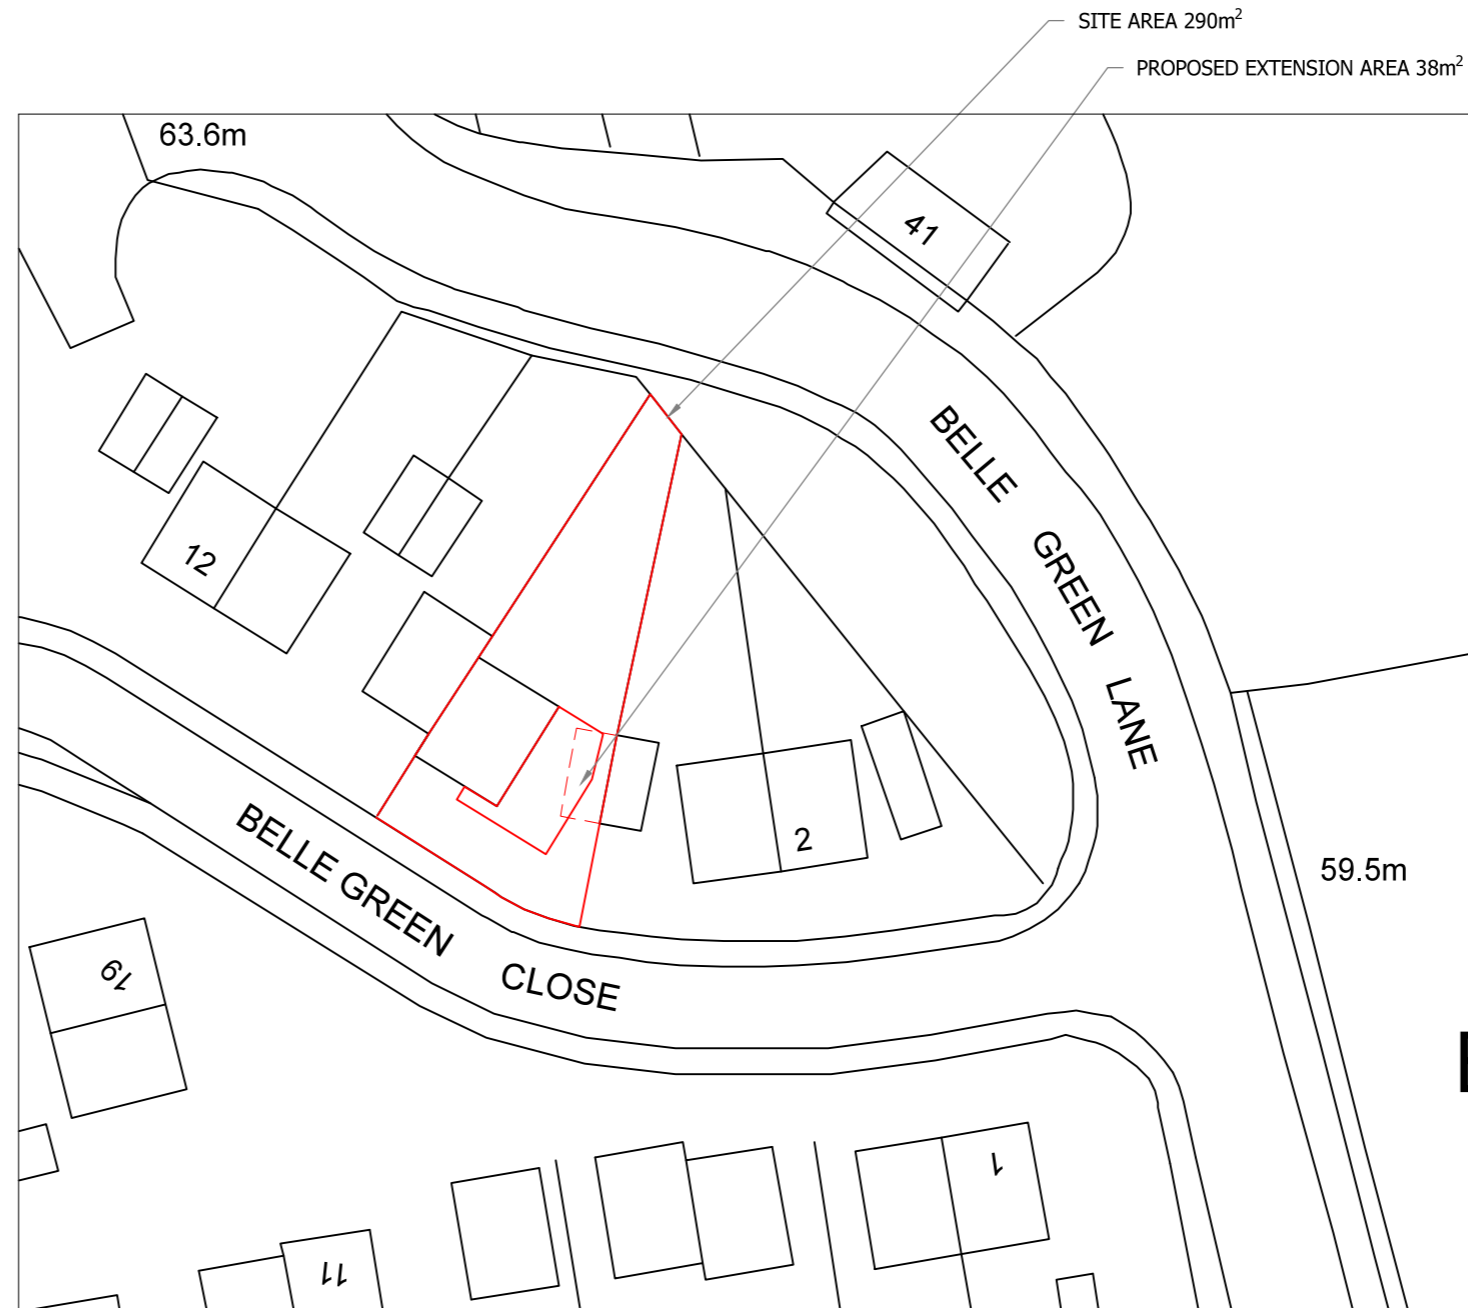 SITE AREA 290m²
PROPOSED EXTENSION AREA 38m²
63.6m
41
BELLE GREEN LANE
12
2
59.5m
BELLE GREEN CLOSE
19
1
11